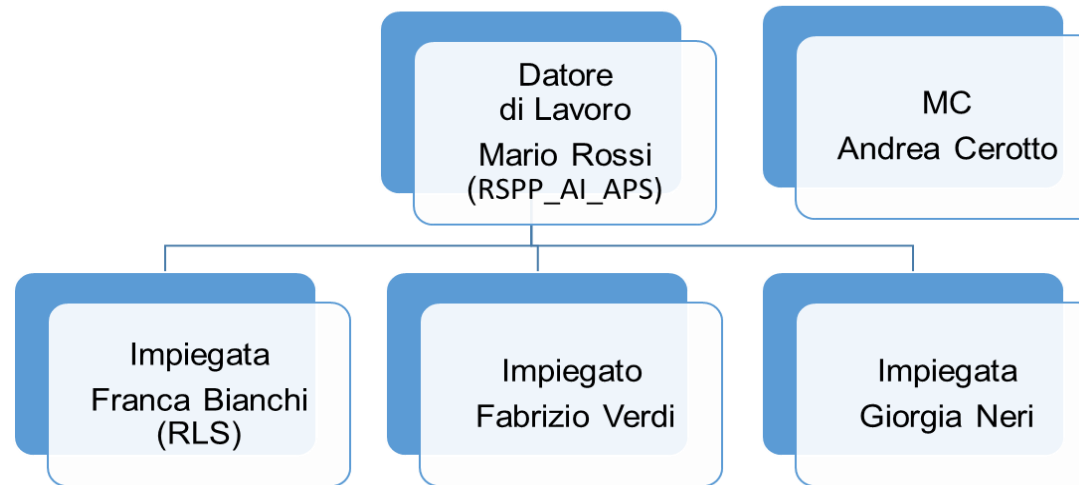 Datore
di Lavoro
Mario Rossi
(RSPP_AI_APS)
MC
Andrea Cerotto
Impiegata
Franca Bianchi
(RLS)
Impiegato
Fabrizio Verdi
Impiegata
Giorgia Neri